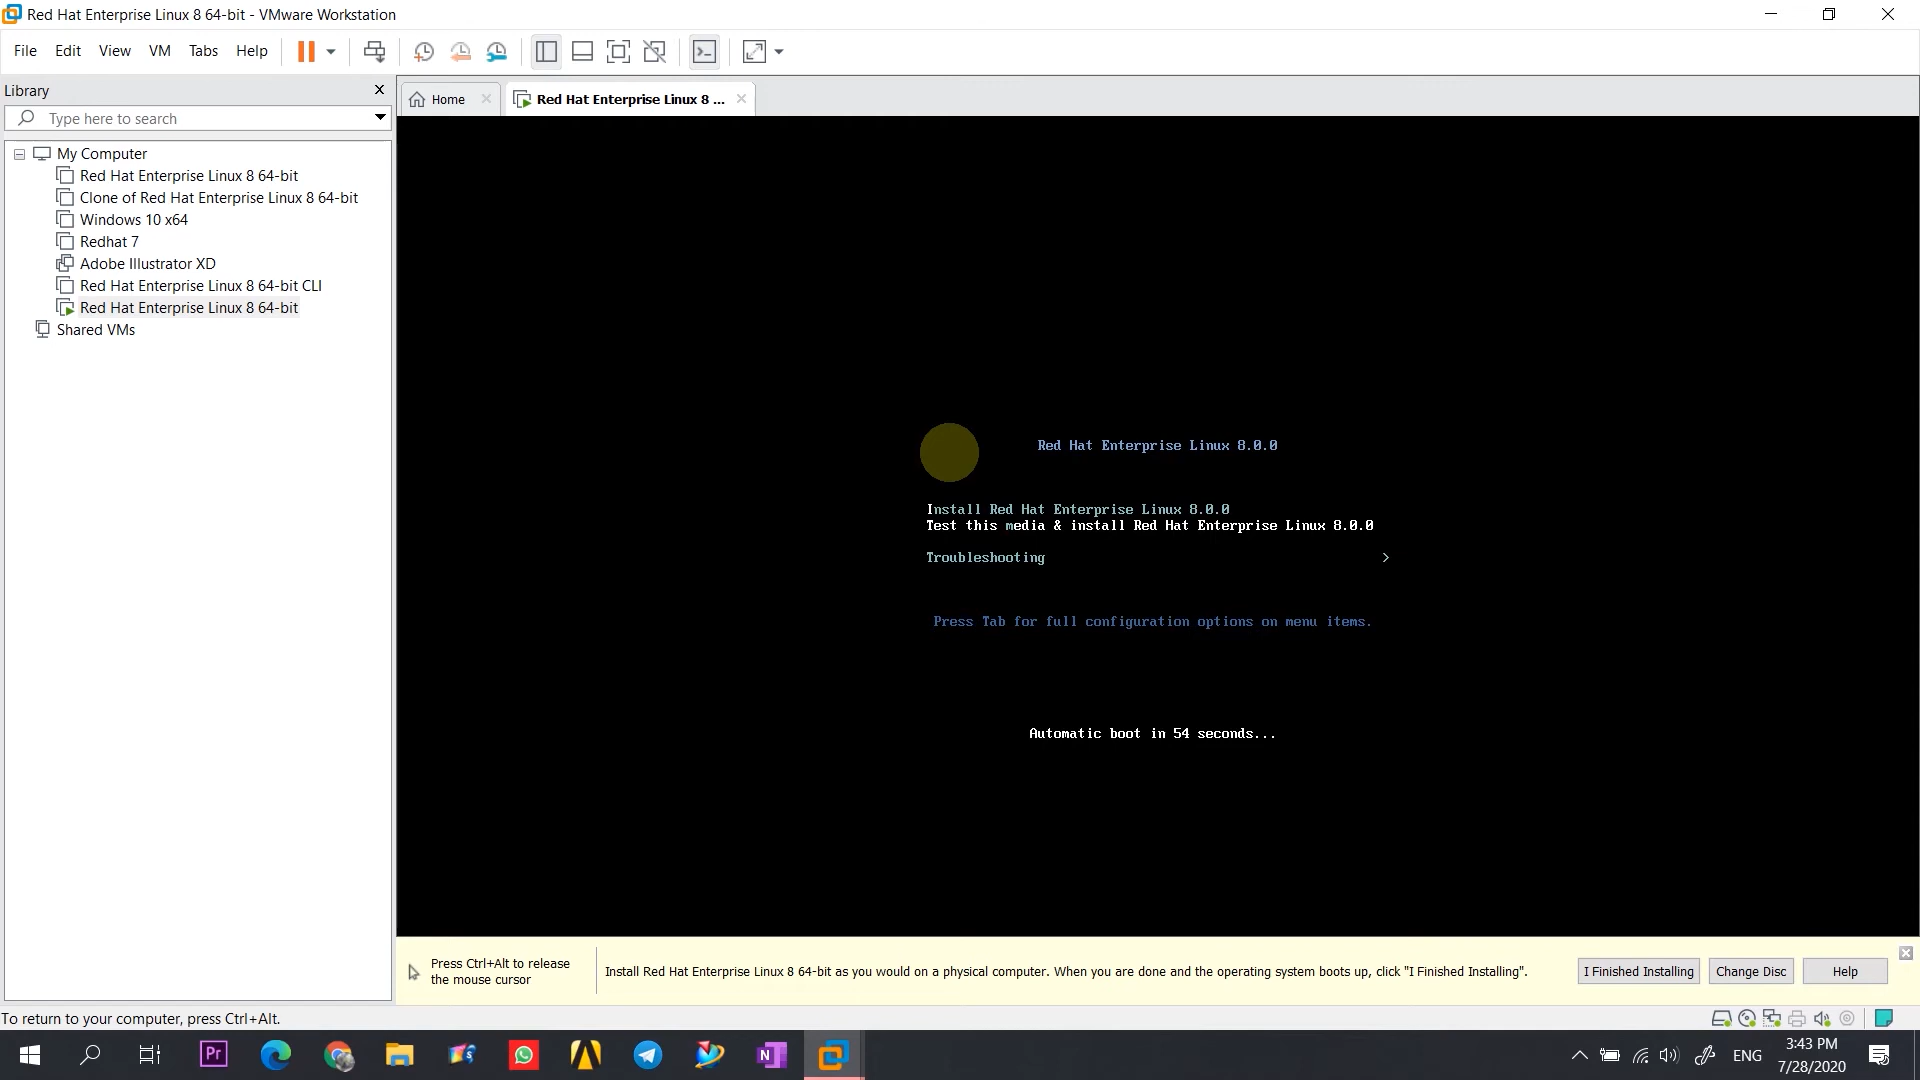 Red Hat Enterprise Linux 8 64-bit - VMware Workstation
File Edit View VM Tabs Help
Library
Type here to search
My Computer
Red Hat Enterprise Linux 8 64-bit
Clone of Red Hat Enterprise Linux 8 64-bit
Windows 10 x64
Redhat 7
Adobe Illustrator XD
Red Hat Enterprise Linux 8 64-bit CLI
Red Hat Enterprise Linux 8 64-bit
Shared VMs
Home Red Hat Enterprise Linux 8 ...
Red Hat Enterprise Linux 8.0.0
Install Red Hat Enterprise Linux 8.0.0
Test this media & install Red Hat Enterprise Linux 8.0.0
Troubleshooting >
Press Tab for full configuration options on menu items.
Automatic boot in 54 seconds...
Press Ctrl+Alt to release
the mouse cursor
Install Red Hat Enterprise Linux 8 64-bit as you would on a physical computer. When you are done and the operating system boots up, click "I Finished Installing".
I Finished Installing Change Disc Help
To return to your computer, press Ctrl+Alt.
Pr
N
ENG
3:43 PM
7/28/2020